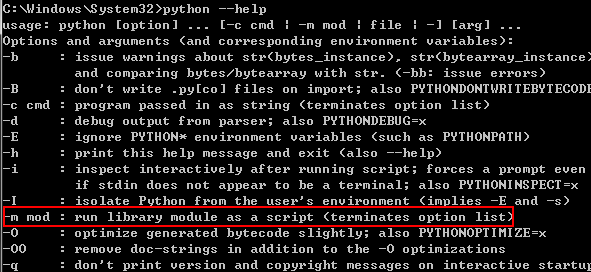 C:\Windows\System32>python --help
usage: python [option] ... [-c cmd | -m mod | file | -] [arg] ...
Options and arguments (and corresponding environment variables):
-b     : issue warnings about str(bytes_instance), str(bytearray_instance)
         and comparing bytes/bytearray with str. (-bb: issue errors)
-B     : don't write .py[co] files on import; also PYTHONDONTWRITEBYTECODE
-c cmd : program passed in as string (terminates option list)
-d     : debug output from parser; also PYTHONDEBUG=x
-E     : ignore PYTHON* environment variables (such as PYTHONPATH)
-h     : print this help message and exit (also --help)
-i     : inspect interactively after running script; forces a prompt even
         if stdin does not appear to be a terminal; also PYTHONINSPECT=x
-I     : isolate Python from the user's environment (implies -E and -s)
-m mod : run library module as a script (terminates option list)
-O     : optimize generated bytecode slightly; also PYTHONOPTIMIZE=x
-OO    : remove doc-strings in addition to the -O optimizations
-q     : don't print version and copyright messages on interactive startup